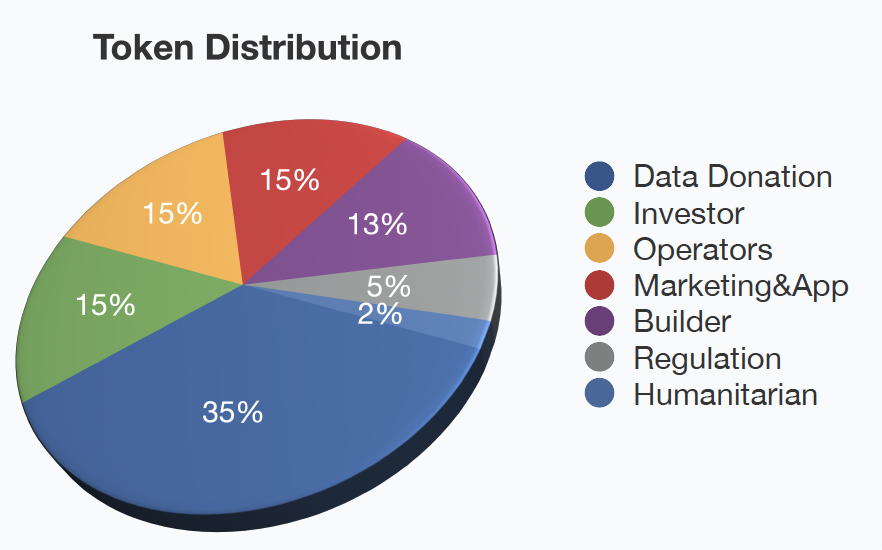 Token Distribution
15%
13%
15%
5%
15%
2%
35%
Data Donation
Investor
Operators
Marketing&App
Builder
Regulation
Humanitarian